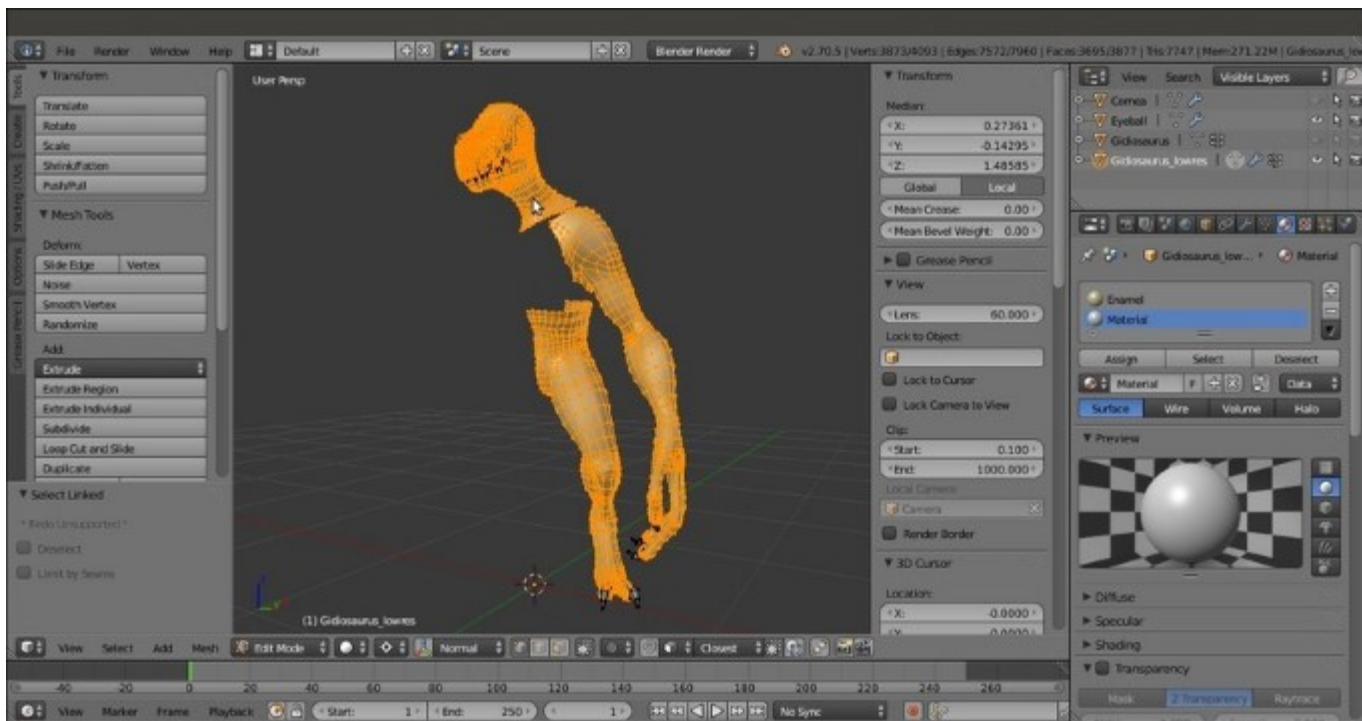 File Render Window Help Default Scene Blender Render v2.70.5 | Verts:3873/4093 | Edges:7572/7960 | Faces:3695/3877 | Tris:7747 | Mem:271.22M | Gidiosaurus_lo
Tools
Create
Shading / UVs
Options
Grease Pencil
Transform
Translate
Rotate
Scale
Shrink/Fatten
Push/Pull
Mesh Tools
Deform:
Slide Edge Vertex
Noise
Smooth Vertex
Randomize
Add:
Extrude
Extrude Region
Extrude Individual
Subdivide
Loop Cut and Slide
Duplicate
Select Linked
* Redo Unsupported *
Deselect
Limit by Seams
User Persp
(1) Gidiosaurus_lowres
Transform
Median:
X: 0.27361
Y: -0.14295
Z: 1.48585
Global Local
Mean Crease: 0.00
Mean Bevel Weight: 0.00
Grease Pencil
View
Lens: 60.000
Lock to Object:
Lock to Cursor
Lock Camera to View
Clip:
Start: 0.100
End: 1000.000
Local Camera:
Camera
Render Border
3D Cursor
Location:
X: -0.0000
View Search Visible Layers
Cornea
Eyeball
Gidiosaurus
Gidiosaurus_lowres
Gidiosaurus_low... Material
Enamel
Material
Assign Select Deselect
Material F Data
Surface Wire Volume Halo
Preview
Diffuse
Specular
Shading
Transparency
Mask Z Transparency Raytrace
View Select Add Mesh Edit Mode Normal Closest
-40 -20 0 20 40 60 80 100 120 140 160 180 200 220 240 260
View Marker Frame Playback Start: 1 End: 250 1 No Sync